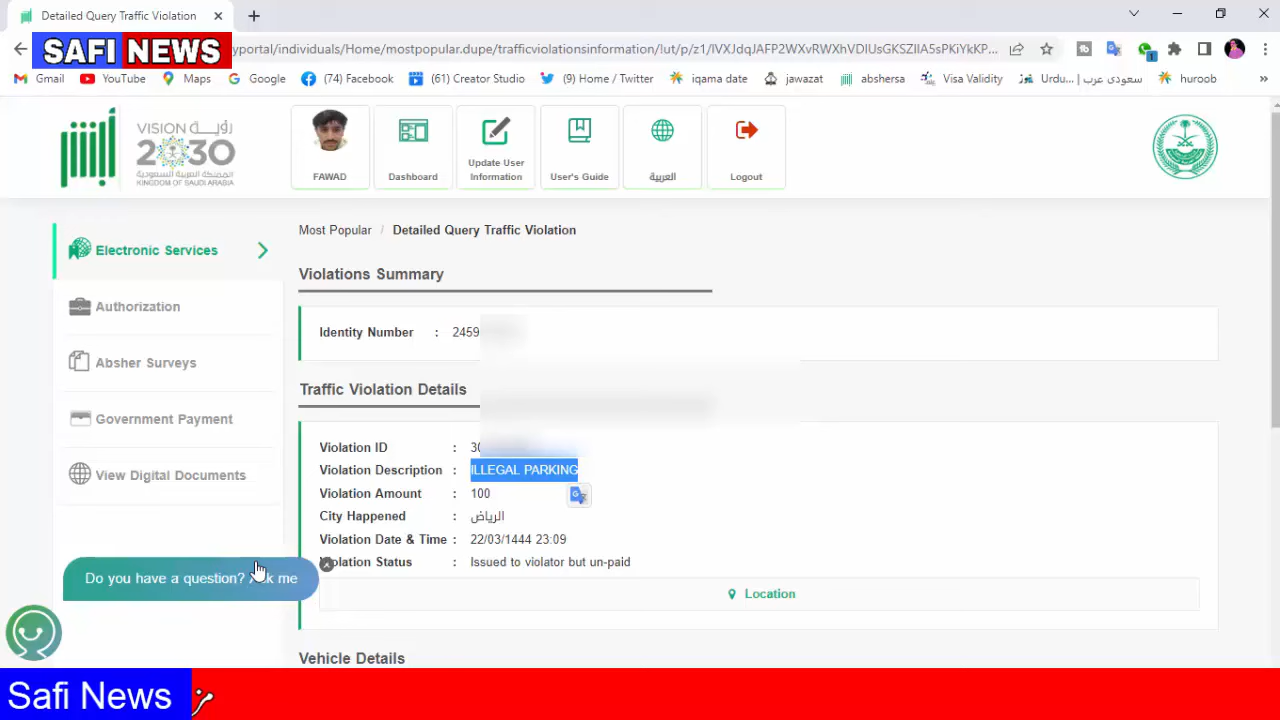 Detailed Query Traffic Violation
SAFI NEWS
yportal/individuals/Home/mostpopular.dupe/trafficviolationsinformation/!ut/p/z1/
Gmail YouTube Maps Google (74) Facebook (61) Creator Studio (9) Home / Twitter iqama date jawazat abshersa Visa Validity سعودی عرب | ...Urdu huroob »
أبشر
VISION رؤيــة
2030
المملكة العربية السعودية
KINGDOM OF SAUDI ARABIA
FAWAD
Dashboard
Update User
Information
User's Guide
العربية
Logout
Electronic Services
Authorization
Absher Surveys
Government Payment
View Digital Documents
Most Popular / Detailed Query Traffic Violation
Violations Summary
Identity Number : 2459
Traffic Violation Details
Violation ID : 30
Violation Description : ILLEGAL PARKING
Violation Amount : 100
City Happened : الرياض
Violation Date & Time : 22/03/1444 23:09
Violation Status : Issued to violator but un-paid
Location
Vehicle Details
Do you have a question? Ask me
Safi News